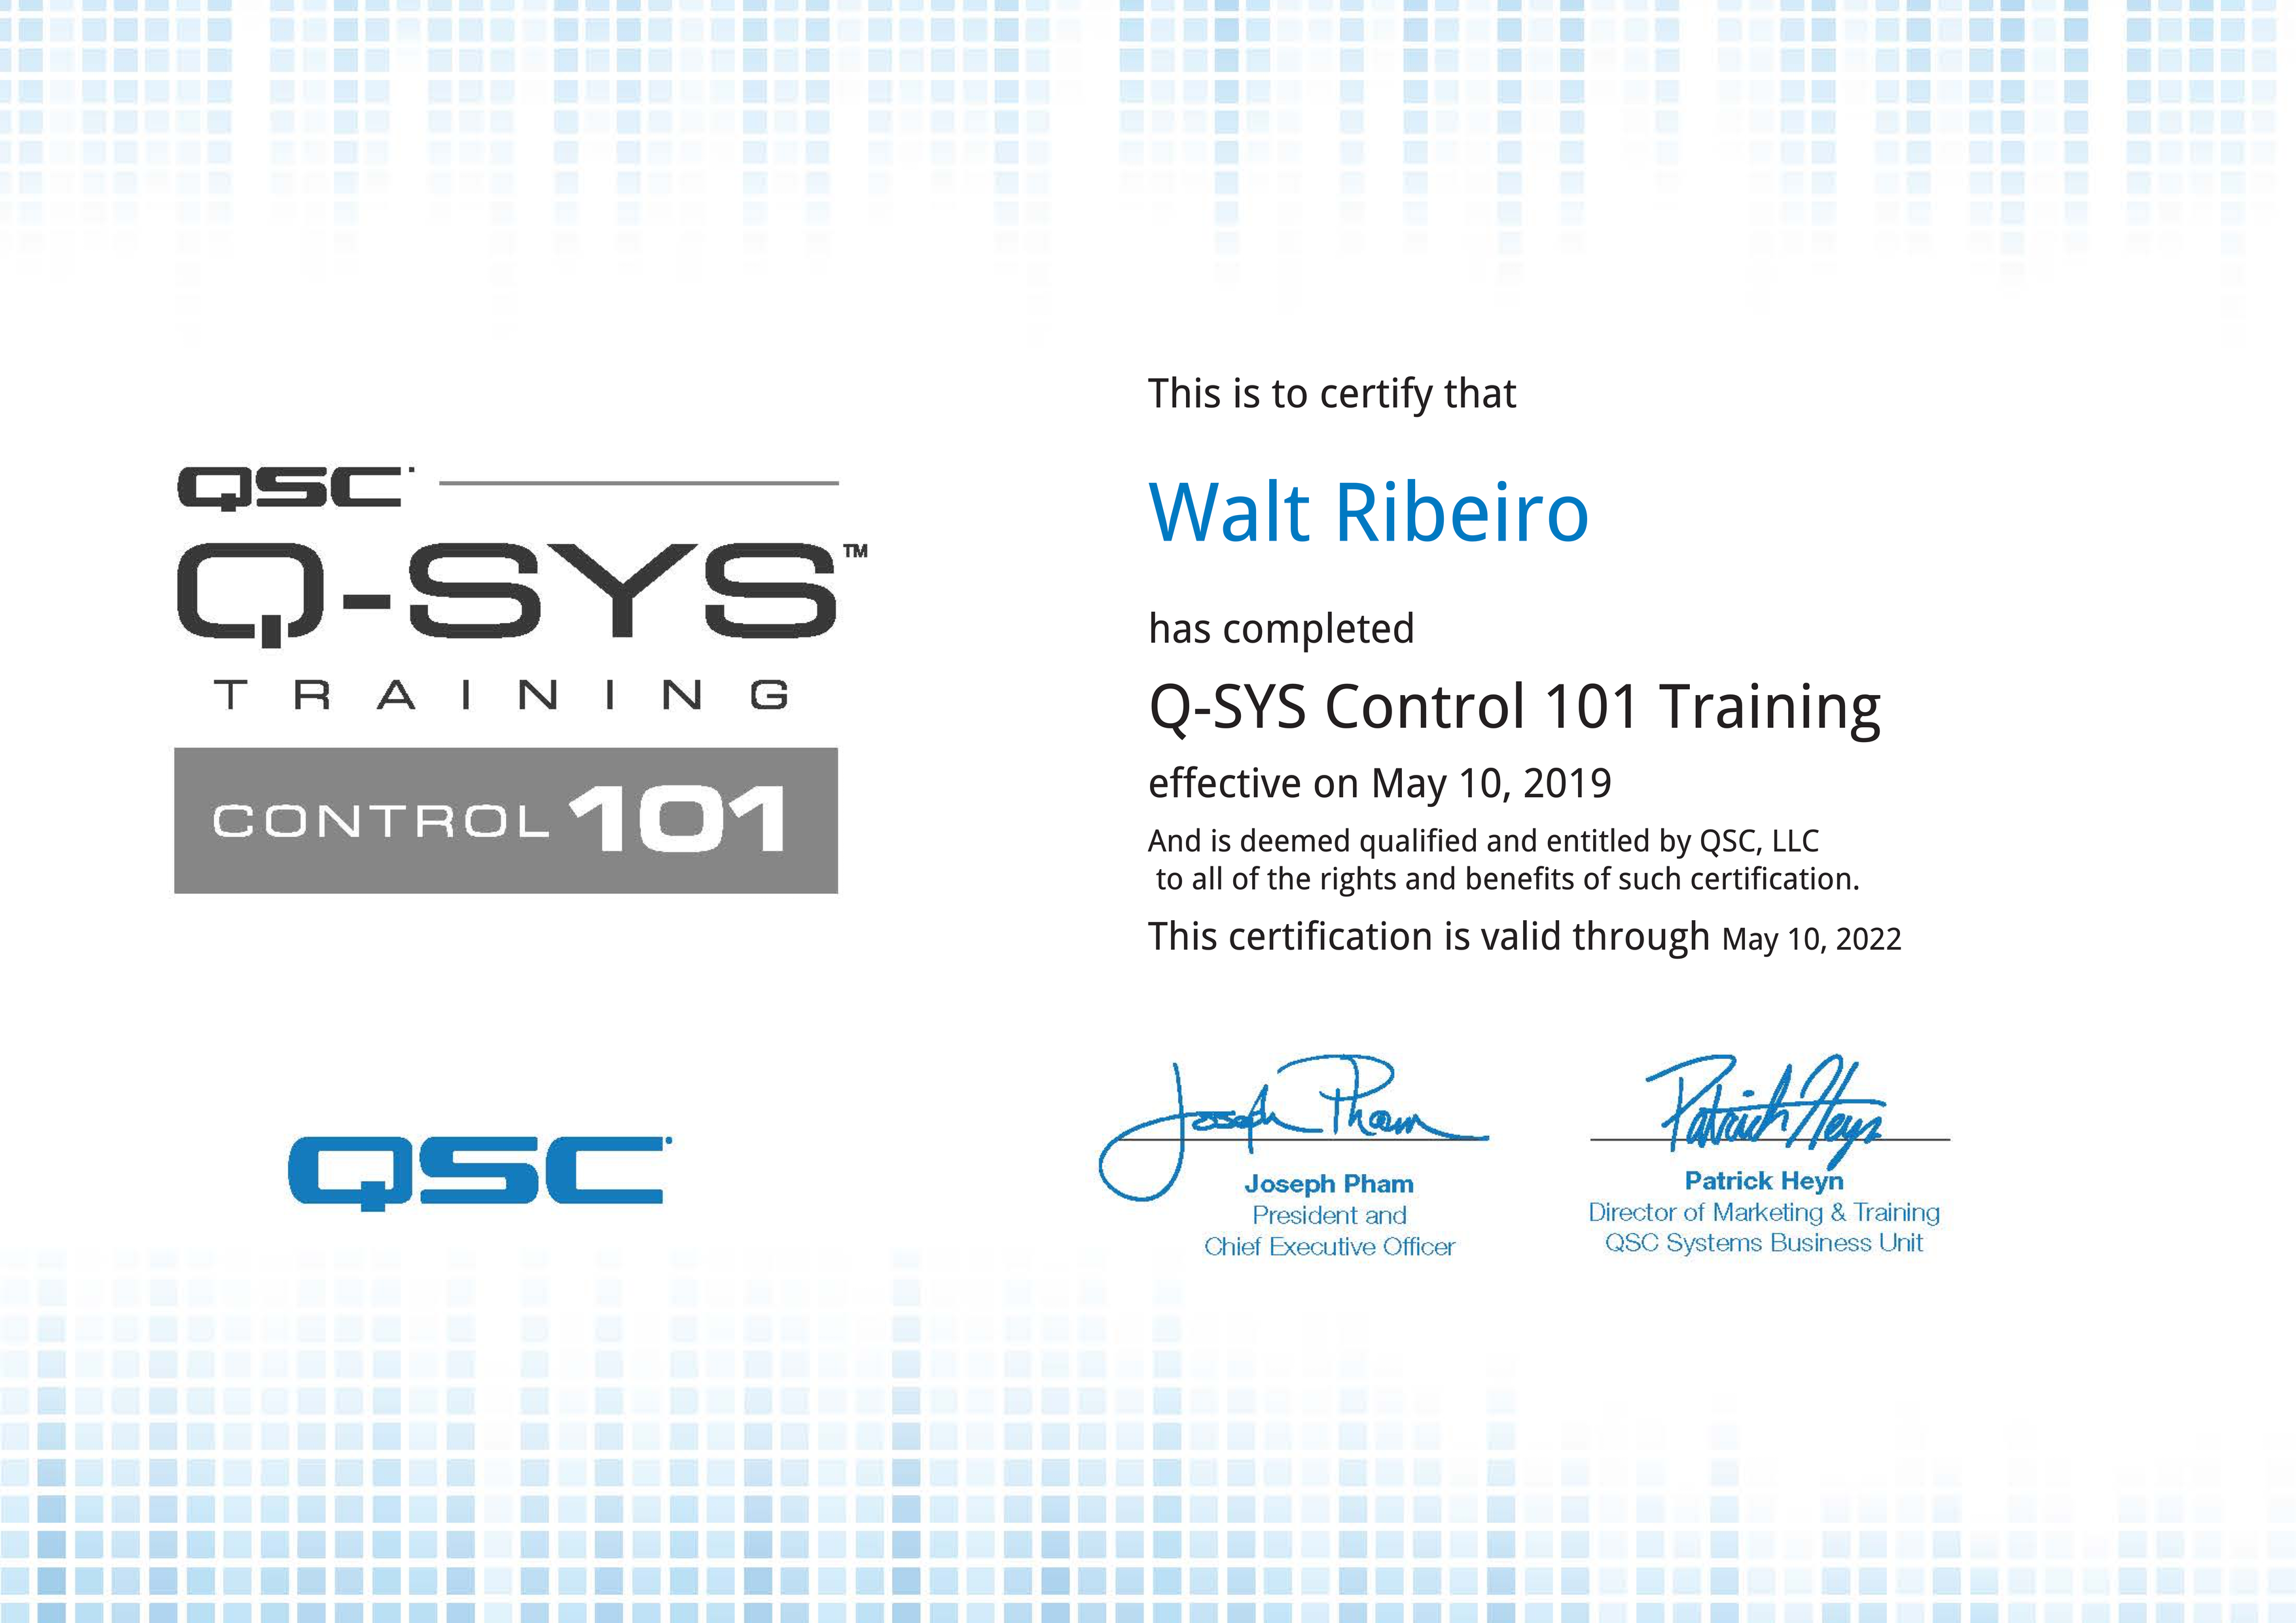 QSC
Q-SYS™
TRAINING
CONTROL 101
QSC
This is to certify that
Walt Ribeiro
has completed
Q-SYS Control 101 Training
effective on May 10, 2019
And is deemed qualified and entitled by QSC, LLC
to all of the rights and benefits of such certification.
This certification is valid through May 10, 2022
Joseph Pham
Patrick Heyn
Joseph Pham
President and
Chief Executive Officer
Patrick Heyn
Director of Marketing & Training
QSC Systems Business Unit